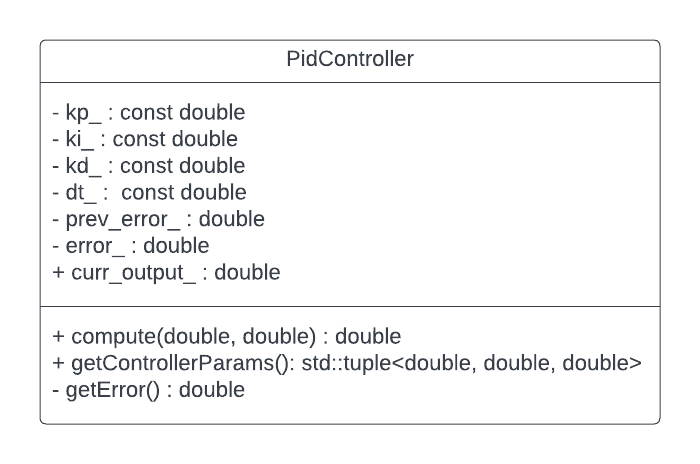 PidController
- kp_ : const double
- ki_ : const double
- kd_ : const double
- dt_ :  const double
- prev_error_ : double
- error_ : double
+ curr_output_ : double
+ compute(double, double) : double
+ getControllerParams(): std::tuple<double, double, double>
- getError() : double